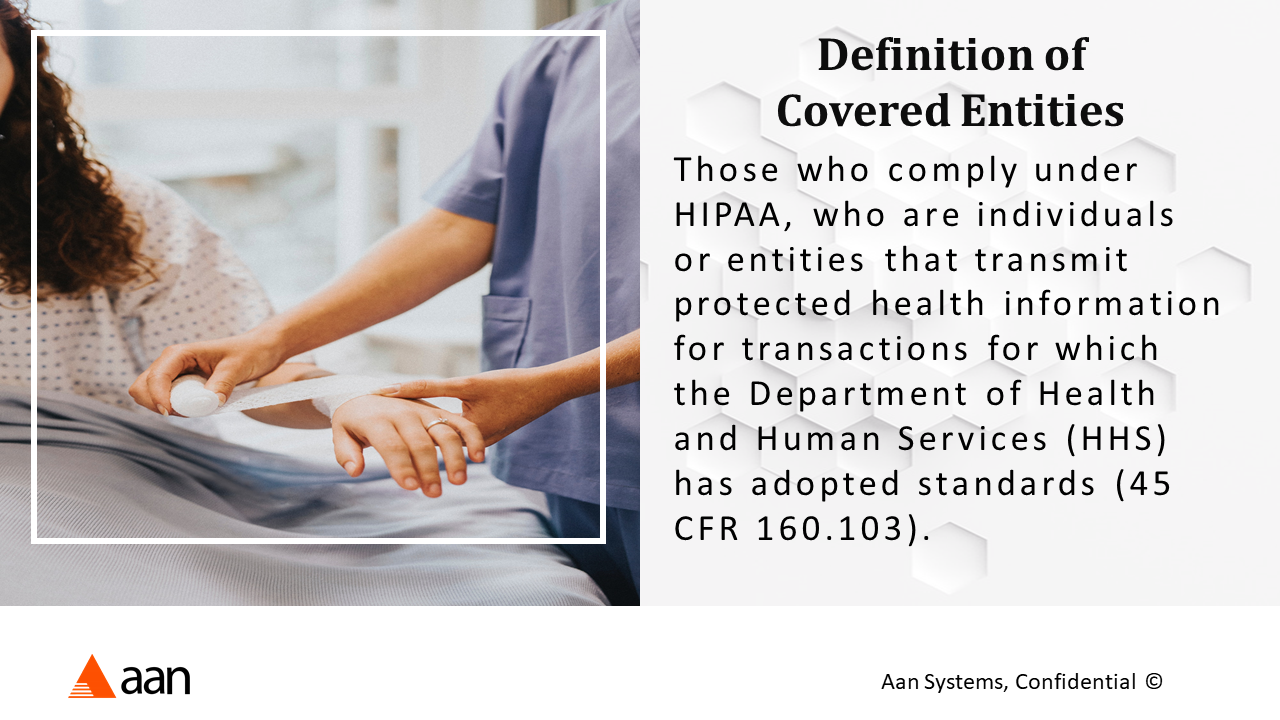 Definition of
Covered Entities
Those who comply under
HIPAA, who are individuals
or entities that transmit
protected health information
for transactions for which
the Department of Health
and Human Services (HHS)
has adopted standards (45
CFR 160.103).
aan
Aan Systems, Confidential ©